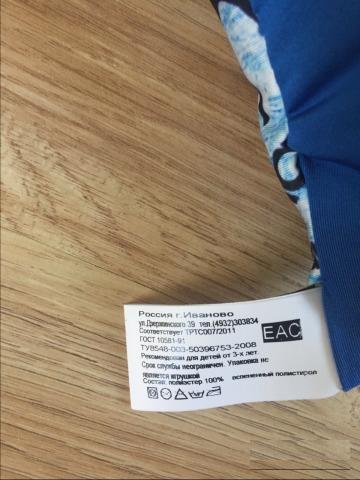 Россия г.Иваново
ул.Дзержинского 39 тел.(4932)303834
Соответствует ТРТС007/2011
ГОСТ 10581-91
EAC
ТУ8548-003-50396753-2008
Рекомендован для детей от 3-х лет.
Срок службы неограничен. Упаковка не
является игрушкой
Состав: полиэстер 100% вспененный полистирол